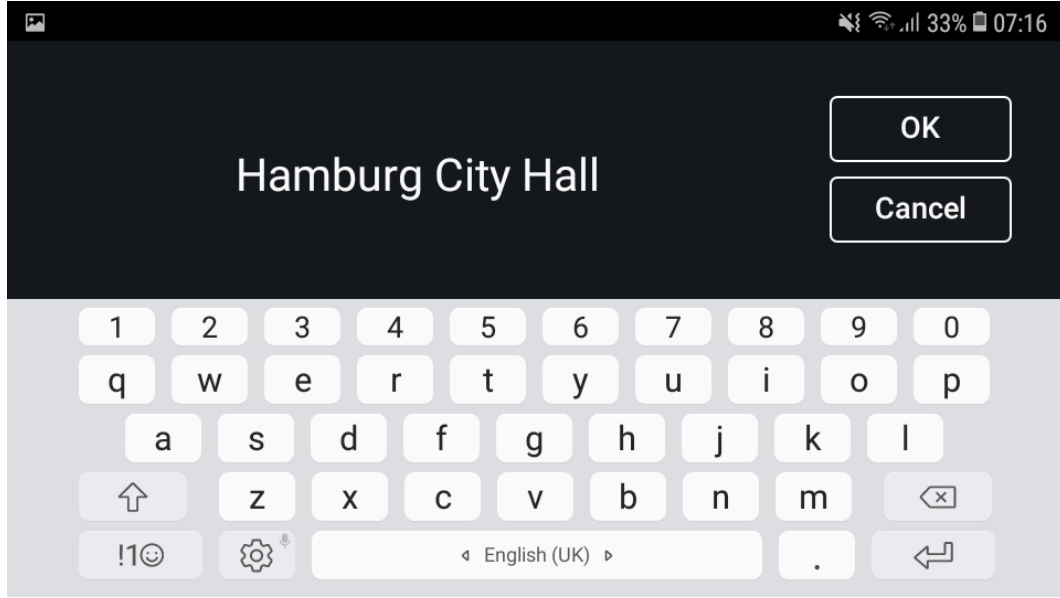 33% 07:16
OK
Hamburg City Hall
Cancel
1 2 3 4 5 6 7 8 9 0
q w e r t y u i o p
a s d f g h j k l
z x c v b n m
!1☺ English (UK) .